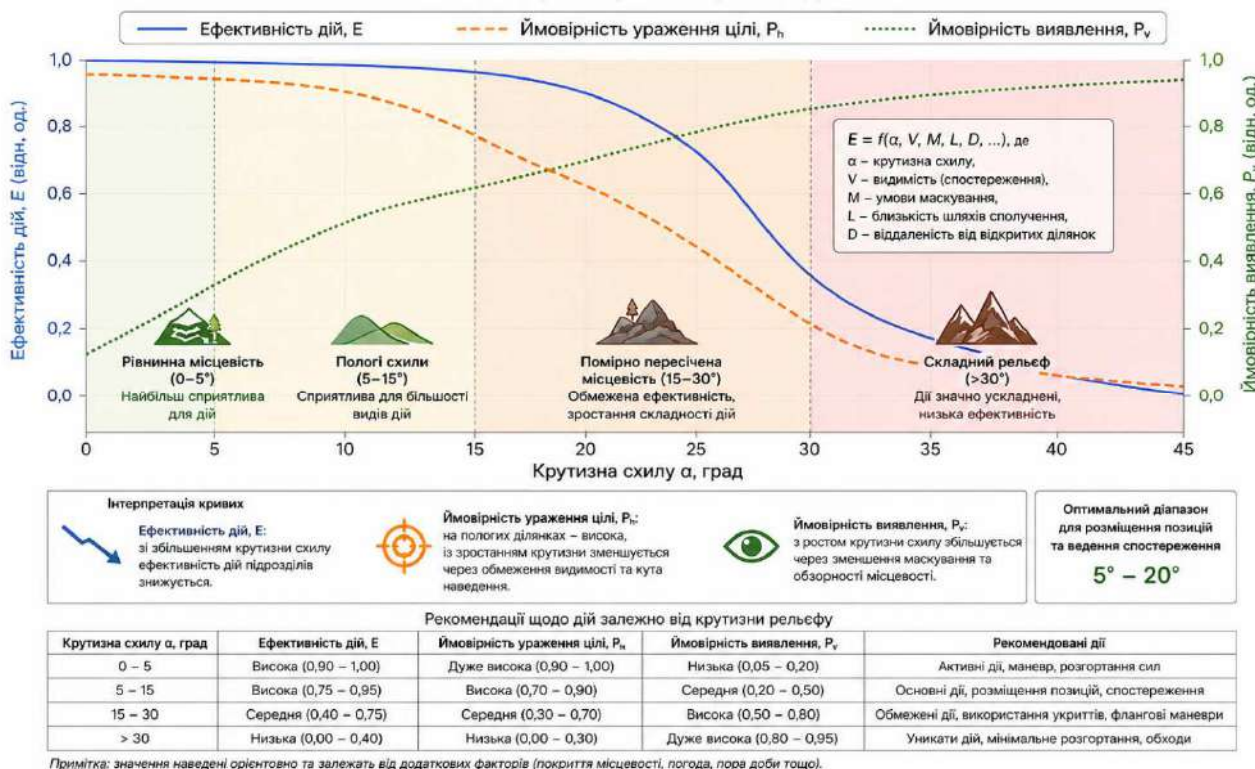 Ефективність дій, E
Ймовірність ураження цілі, Pₕ
Ймовірність виявлення, Pᵥ
Ефективність дій, E (відн, од.)
1,0
0,8
0,6
0,4
0,2
0,0
E = f(α, V, M, L, D, ...), де
α – крутизна схилу,
V – видимість (спостереження),
M – умови маскування,
L – близькість шляхів сполучення,
D – віддаленість від відкритих ділянок
Рівнинна місцевість
(0–5°)
Найбільш сприятлива
для дій
Пологі схили
(5–15°)
Сприятлива для більшості
видів дій
Помірно пересічена
місцевість (15–30°)
Обмежена ефективність,
зростання складності дій
Складний рельєф
(>30°)
Дії значно ускладнені,
низька ефективність
1,0
0,8
0,6
0,4
0,2
0,0
Ймовірність виявлення, Pᵥ (відн, од.)
0 5 10 15 20 25 30 35 40 45
Крутизна схилу α, град
Інтерпретація кривих
Ефективність дій, E:
зі збільшенням крутизни схилу
ефективність дій підрозділів
знижується.
Ймовірність ураження цілі, Pₕ:
на пологих ділянках – висока,
із зростанням крутизни зменшується
через обмеження видимості та кута
наведення.
Ймовірність виявлення, Pᵥ:
з ростом крутизни схилу збільшується
через зменшення маскування та
обзорності місцевості.
Оптимальний діапазон
для розміщення позицій
та ведення спостереження
5° – 20°
Рекомендації щодо дій залежно від крутизни рельєфу
Крутизна схилу α, град Ефективність дій, E Ймовірність ураження цілі, Pₕ Ймовірність виявлення, Pᵥ Рекомендовані дії
0 – 5 Висока (0,90 – 1,00) Дуже висока (0,90 – 1,00) Низька (0,05 – 0,20) Активні дії, маневр, розгортання сил
5 – 15 Висока (0,75 – 0,95) Висока (0,70 – 0,90) Середня (0,20 – 0,50) Основні дії, розміщення позицій, спостереження
15 – 30 Середня (0,40 – 0,75) Середня (0,30 – 0,70) Висока (0,50 – 0,80) Обмежені дії, використання укриттів, флангові маневри
> 30 Низька (0,00 – 0,40) Низька (0,00 – 0,30) Дуже висока (0,80 – 0,95) Уникати дій, мінімальне розгортання, обходи
Примітка: значення наведені орієнтовно та залежать від додаткових факторів (покриття місцевості, погода, пора доби тощо).